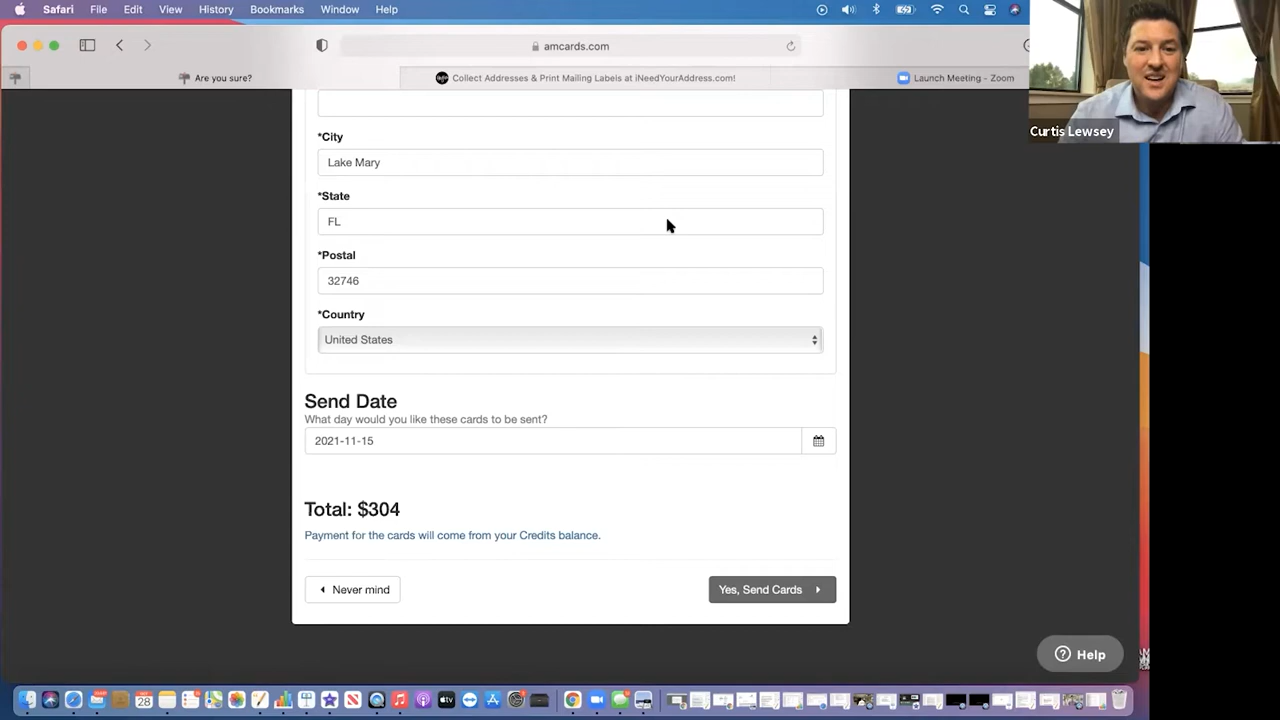 Safari File Edit View History Bookmarks Window Help
amcards.com
Are you sure?
Collect Addresses & Print Mailing Labels at iNeedYourAddress.com!
Launch Meeting - Zoom
Curtis Lewsey
*City
Lake Mary
*State
FL
*Postal
32746
*Country
United States
Send Date
What day would you like these cards to be sent?
2021-11-15
Total: $304
Payment for the cards will come from your Credits balance.
Never mind
Yes, Send Cards
Help
28